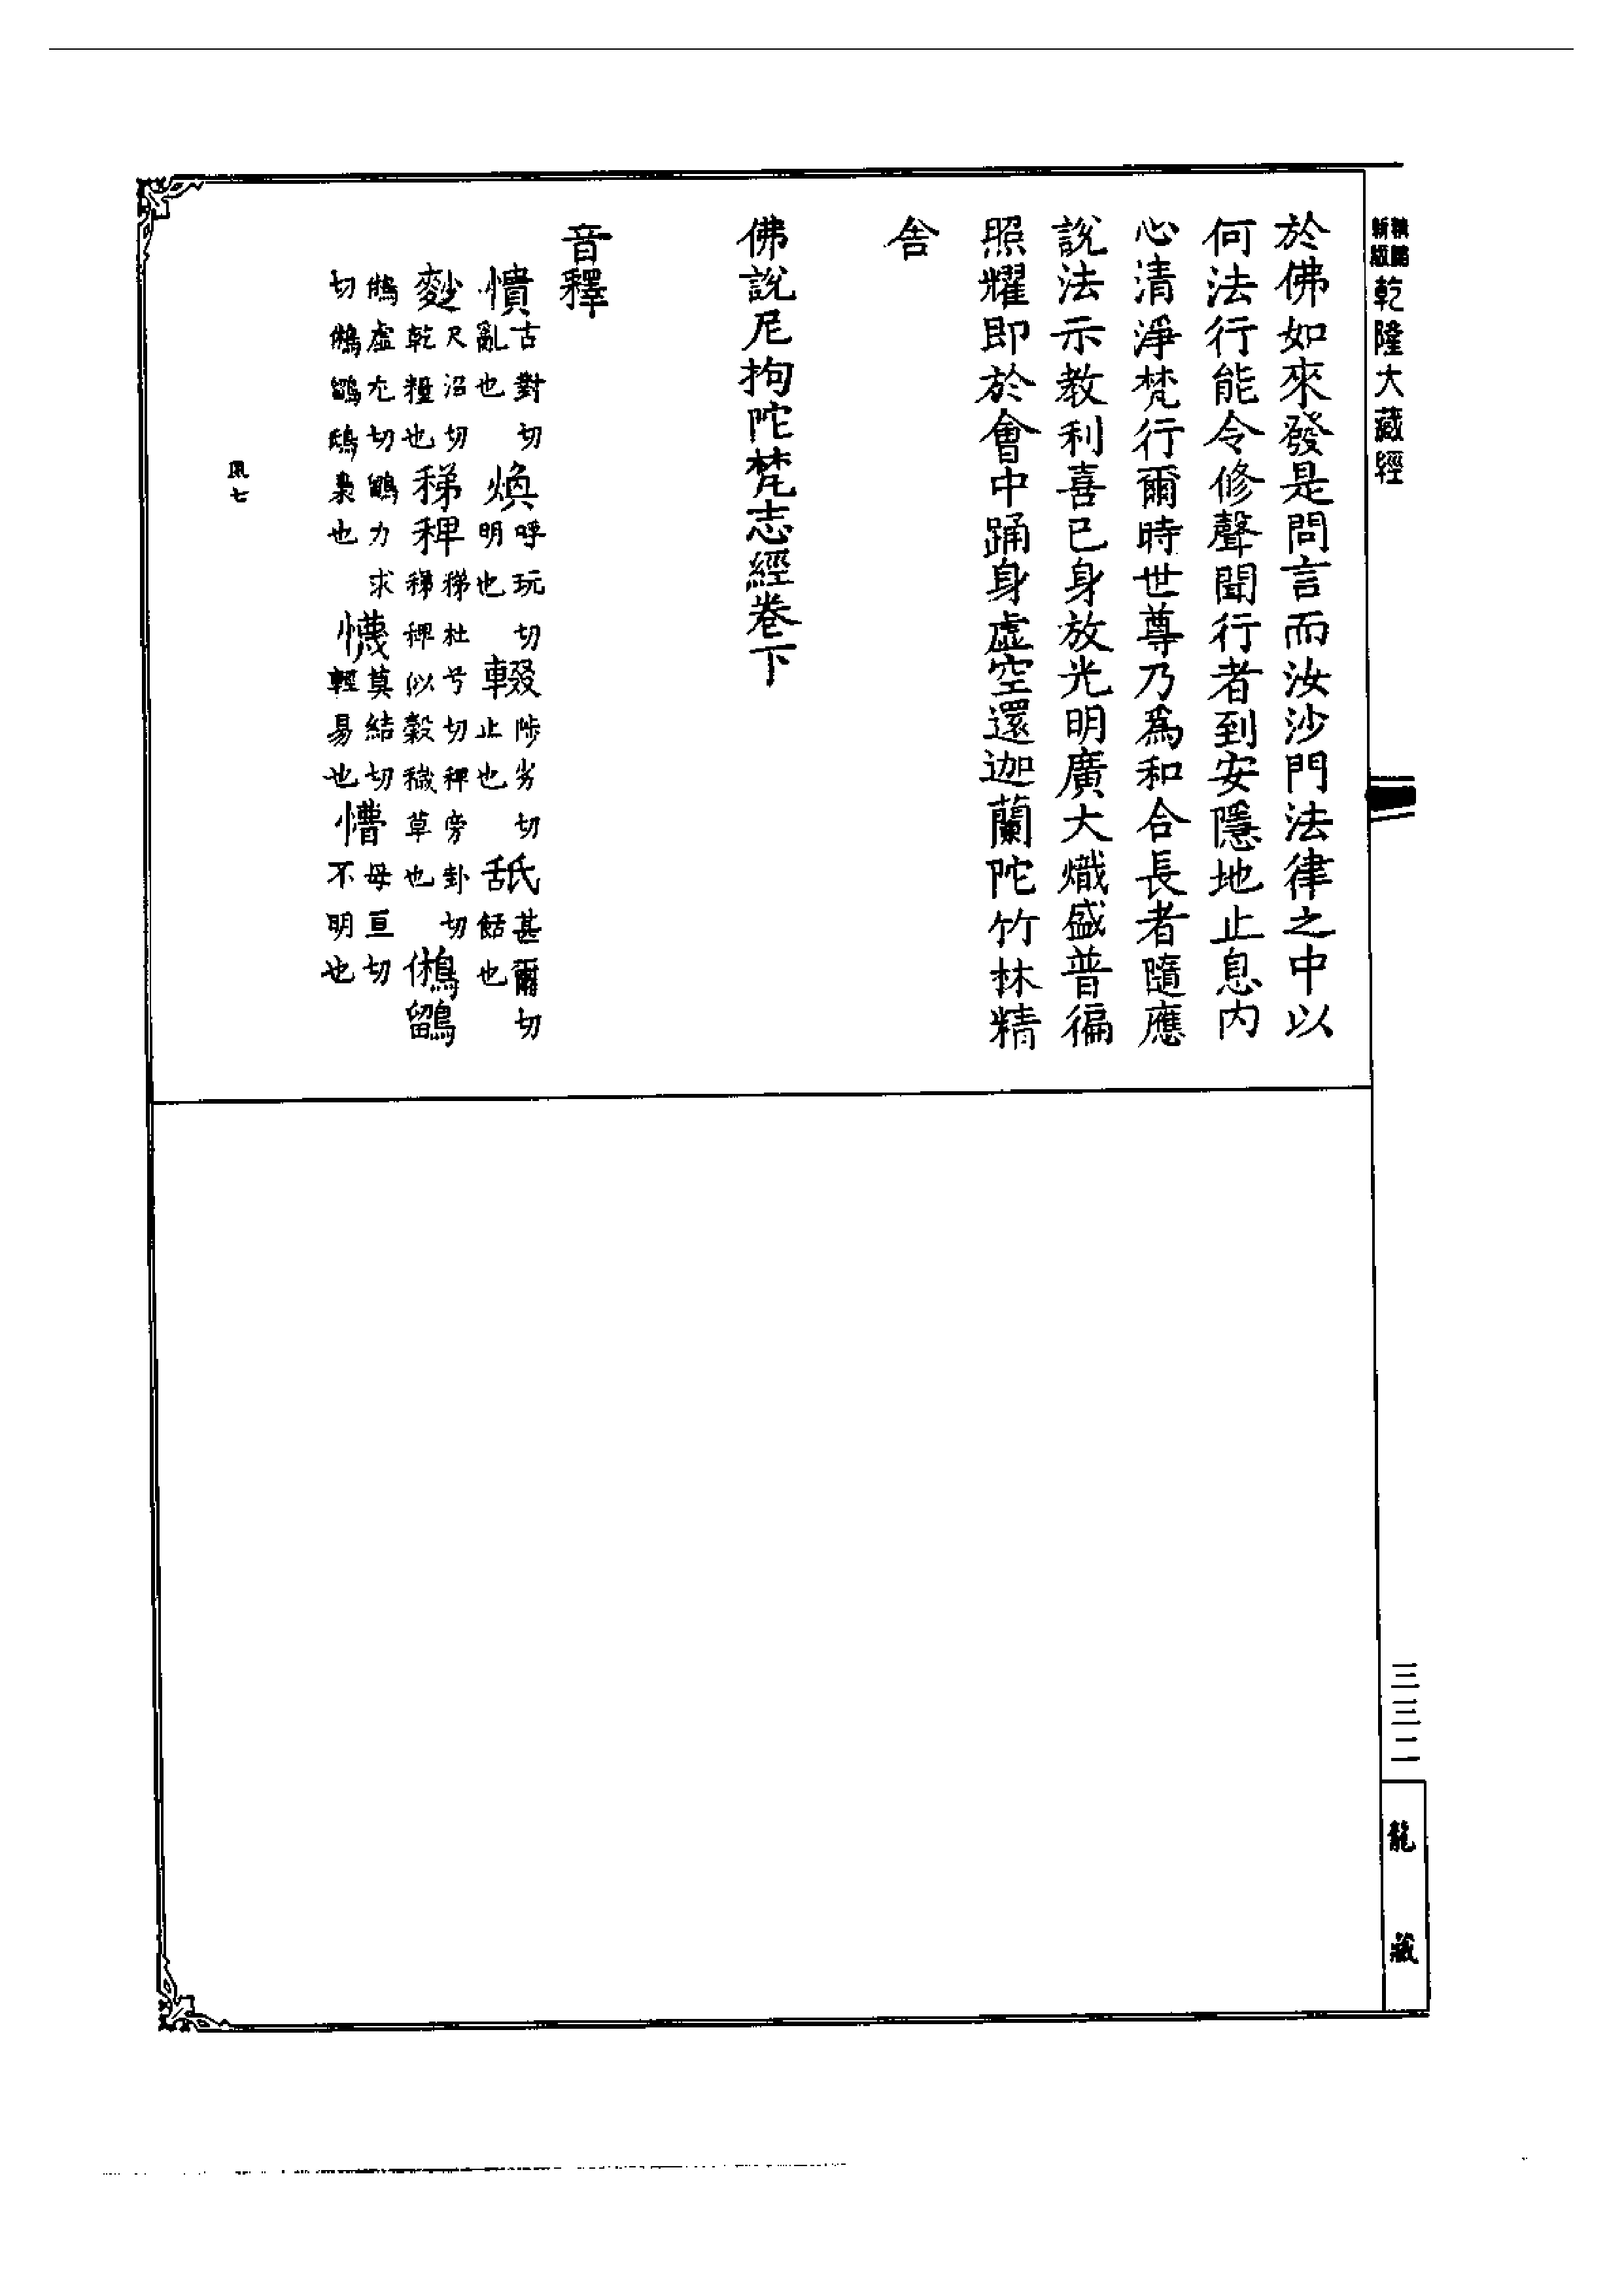 新版
乾隆大藏經
於佛如來發是問言而汝沙門法律之中以
何法行能令修聲聞行者到安隱地止息内
心清淨梵行爾時世尊乃為和合長者隨應
說法示教利喜已身放光明廣大熾盛普徧
照耀即於會中踊身虛空還迦蘭陀竹林精
舎
佛說尼拘陀梵志經卷下
音釋
憒古對切亂也 煥呼玩切明也 輟陟劣切止也 舐甚爾切餂也
麨尺沼切乾糧也 稊稗稊杜兮切稗旁卦切稊稗似穀穢草也 鵂鶹
鵂虛尤切鶹力求切鵂鶹鵄梟也 懱莫結切輕易也 懵母亘切不明也
風七
三三二
龍藏